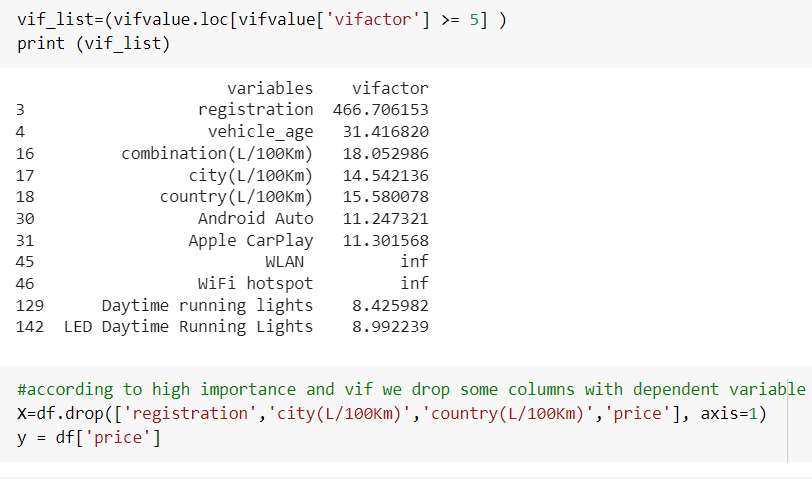 vif_list=(vifvalue.loc[vifvalue['vifactor'] >= 5] )
print (vif_list)
variables vifactor
3 registration 466.706153
4 vehicle_age 31.416820
16 combination(L/100Km) 18.052986
17 city(L/100Km) 14.542136
18 country(L/100Km) 15.580078
30 Android Auto 11.247321
31 Apple CarPlay 11.301568
45 WLAN inf
46 WiFi hotspot inf
129 Daytime running lights 8.425982
142 LED Daytime Running Lights 8.992239
#according to high importance and vif we drop some columns with dependent variable
X=df.drop(['registration','city(L/100Km)','country(L/100Km)','price'], axis=1)
y = df['price']